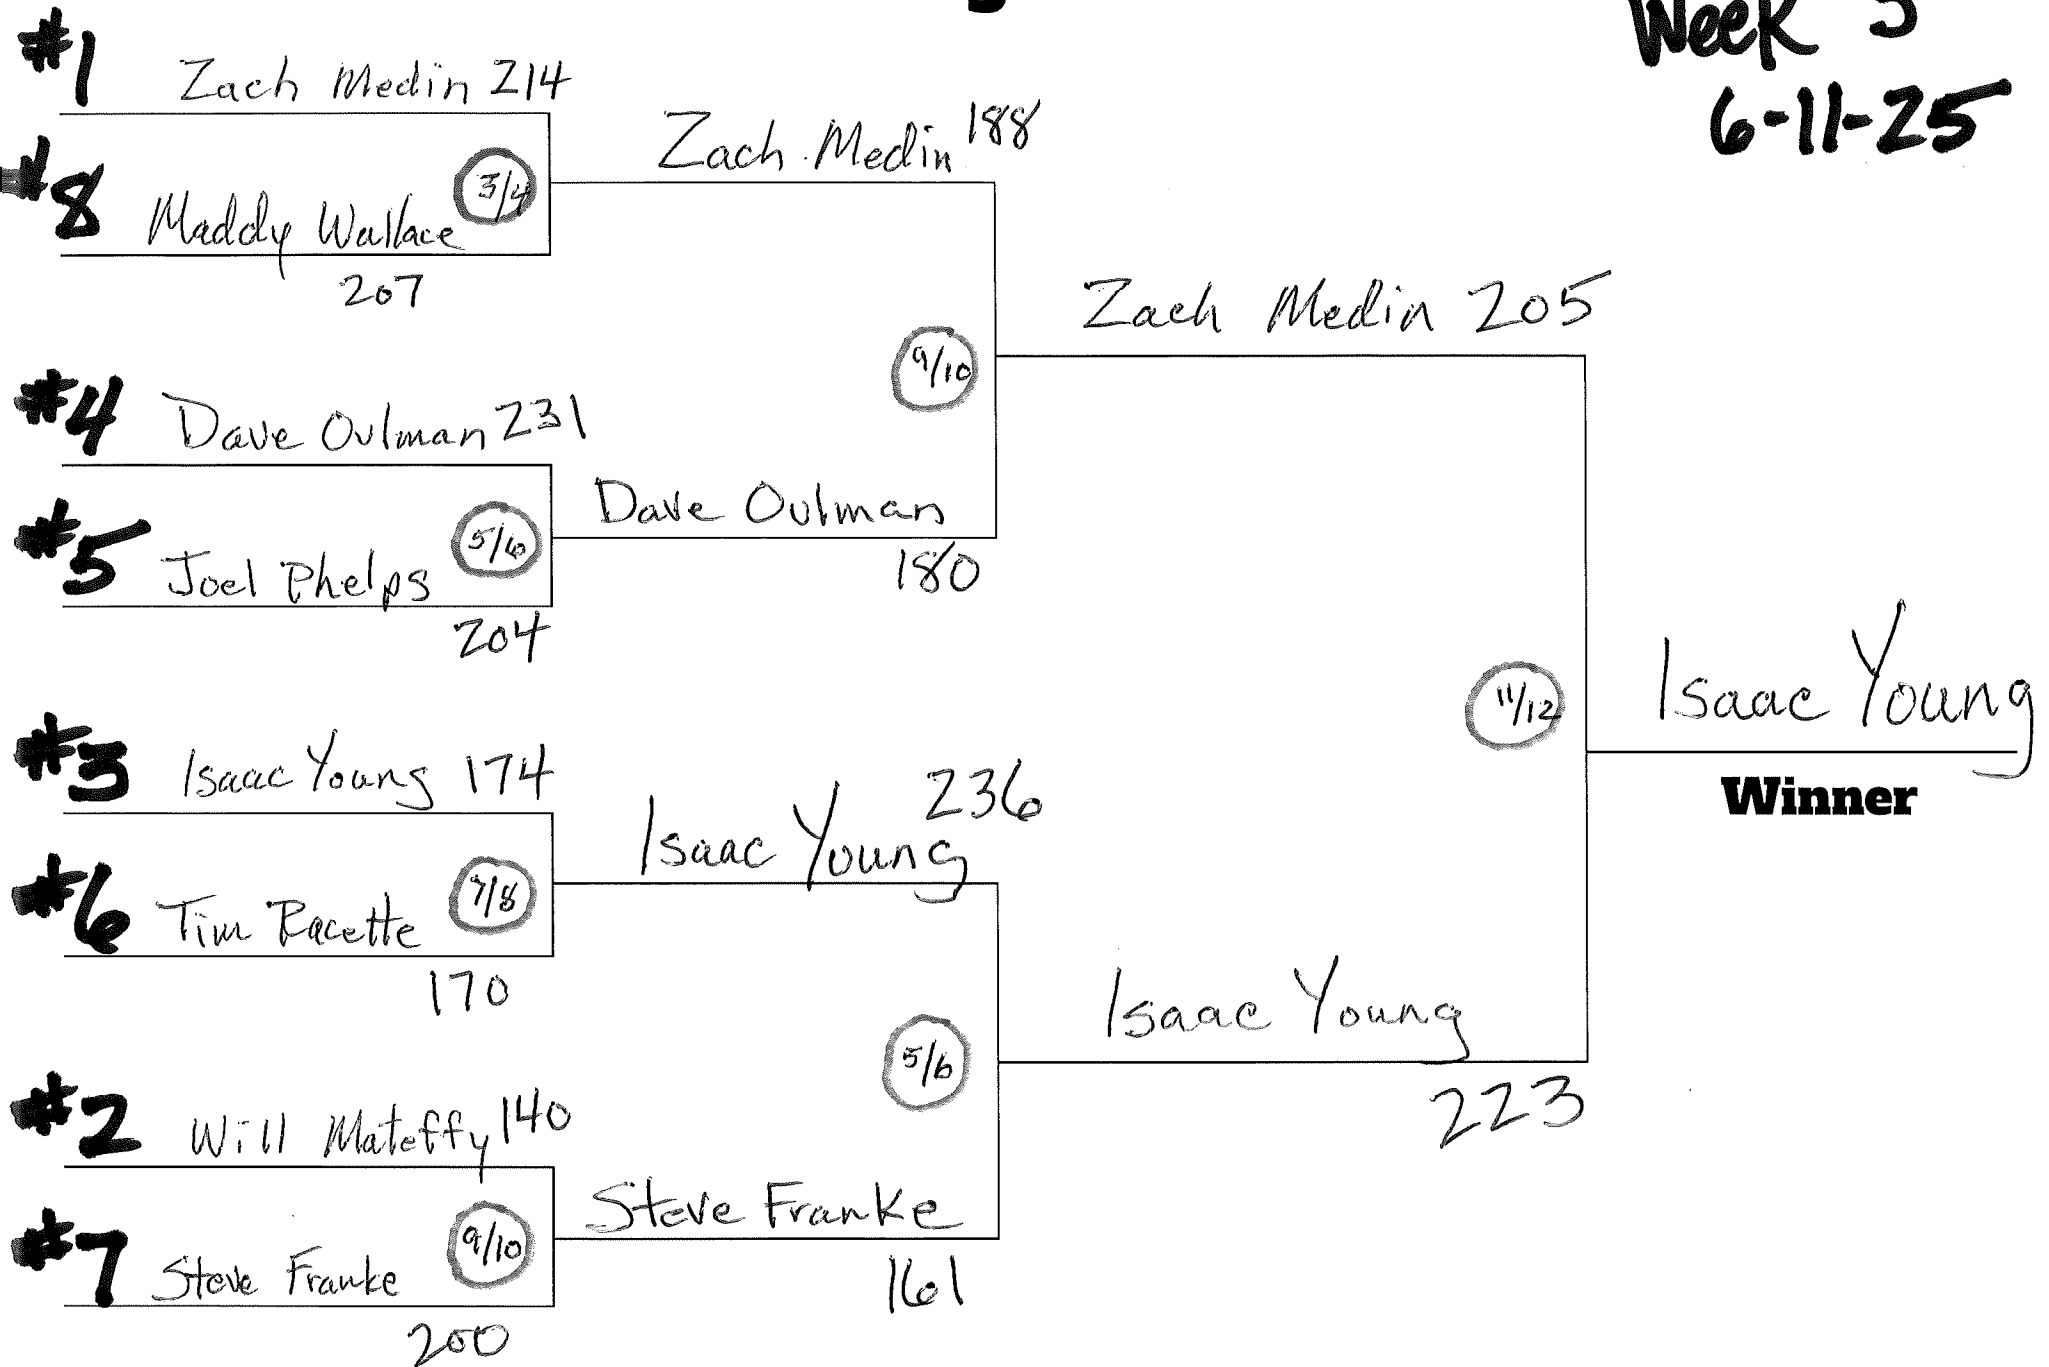 Week
6-11-25
#1 Zach Medin 214
#8 Maddy Wallace 3/4
207
Zach Medin 188
#4 Dave Oulman 231
#5 Joel Phelps 5/6
204
Dave Oulman
180
9/10
Zach Medin 205
#3 Isaac Young 174
#6 Tim Racette 7/8
170
Isaac Young 236
#2 Will Mateffy 140
#7 Steve Franke 9/10
200
Steve Franke
161
5/6
Isaac Young
223
11/12
Isaac Young
Winner